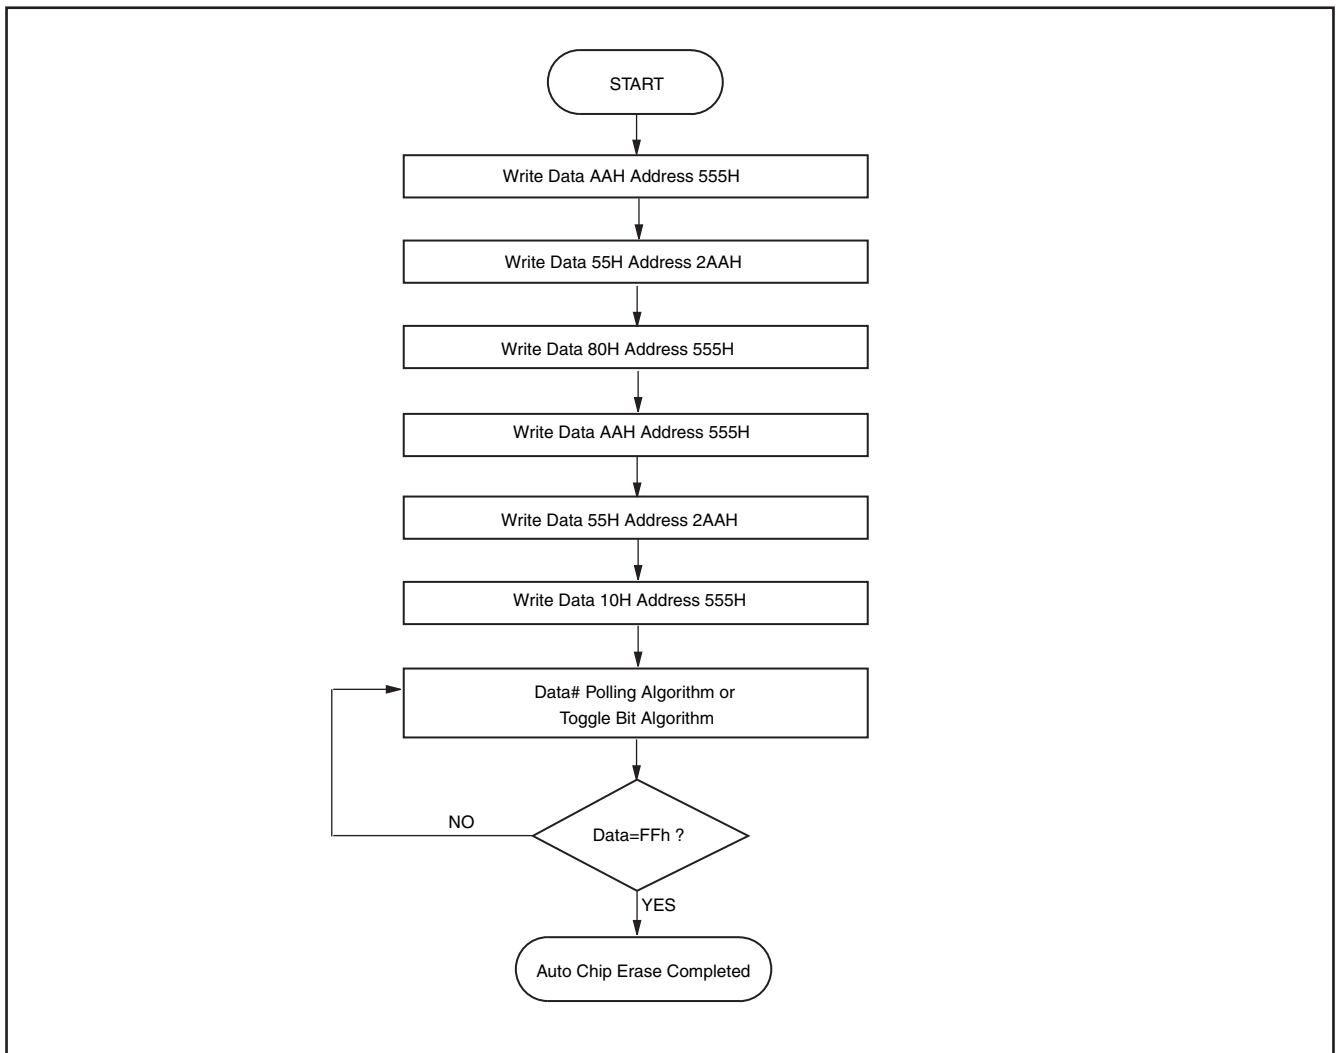 START
Write Data AAH Address 555H
Write Data 55H Address 2AAH
Write Data 80H Address 555H
Write Data AAH Address 555H
Write Data 55H Address 2AAH
Write Data 10H Address 555H
Data# Polling Algorithm or
Toggle Bit Algorithm
NO
Data=FFh ?
YES
Auto Chip Erase Completed